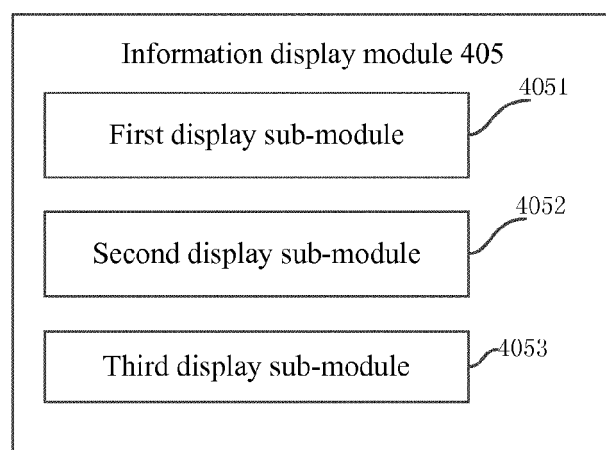 Information display module 405
4051
First display sub-module
4052
Second display sub-module
4053
Third display sub-module